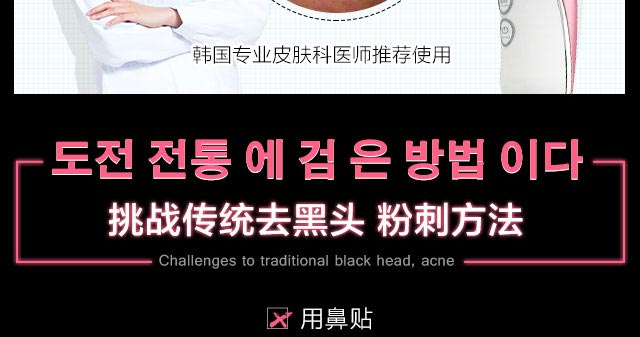 韩国专业皮肤科医师推荐使用
도전 전통 에 검 은 방법 이다
挑战传统去黑头 粉刺方法
Challenges to traditional black head, acne
用鼻贴